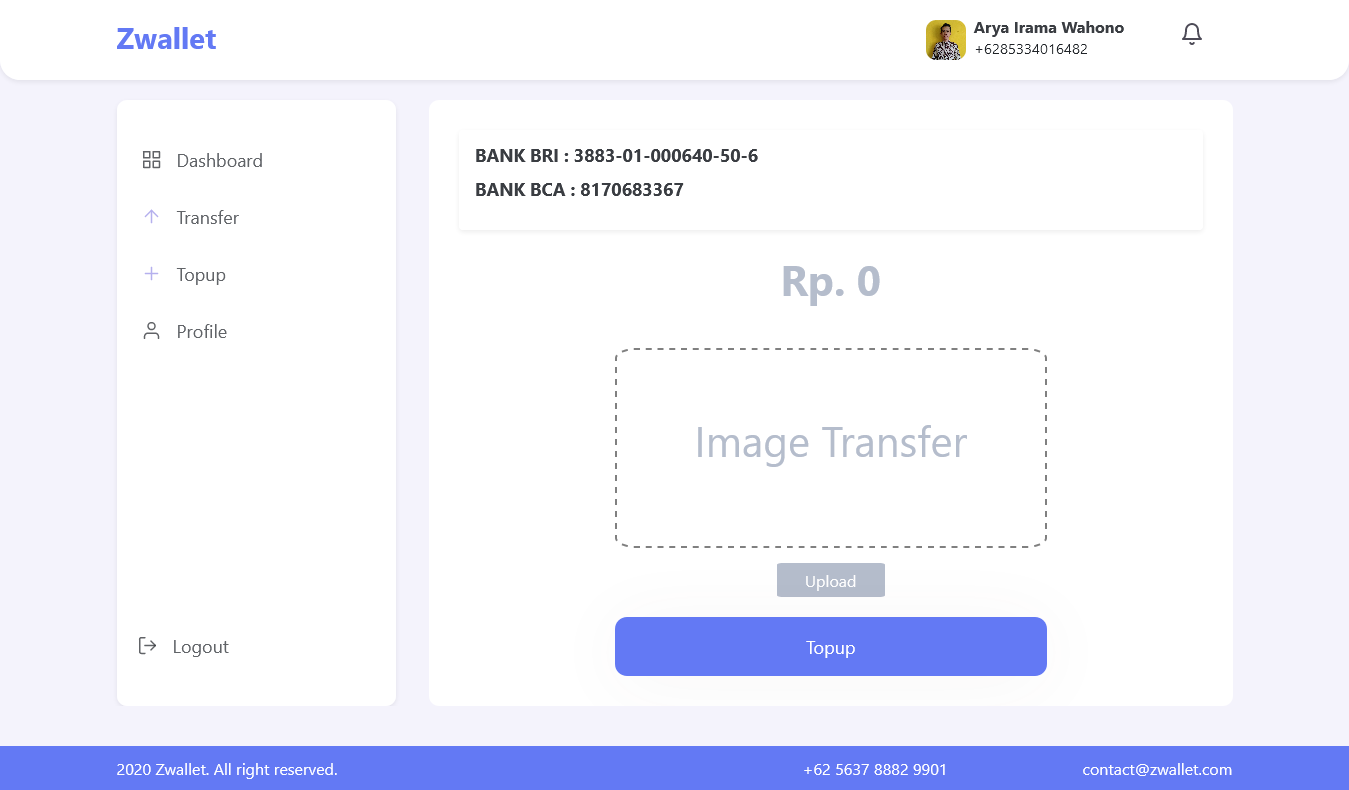 Zwallet
Arya Irama Wahono
+6285334016482
Dashboard
Transfer
Topup
Profile
Logout
BANK BRI : 3883-01-000640-50-6
BANK BCA : 8170683367
Rp. 0
Image Transfer
Upload
Topup
2020 Zwallet. All right reserved.
+62 5637 8882 9901
contact@zwallet.com